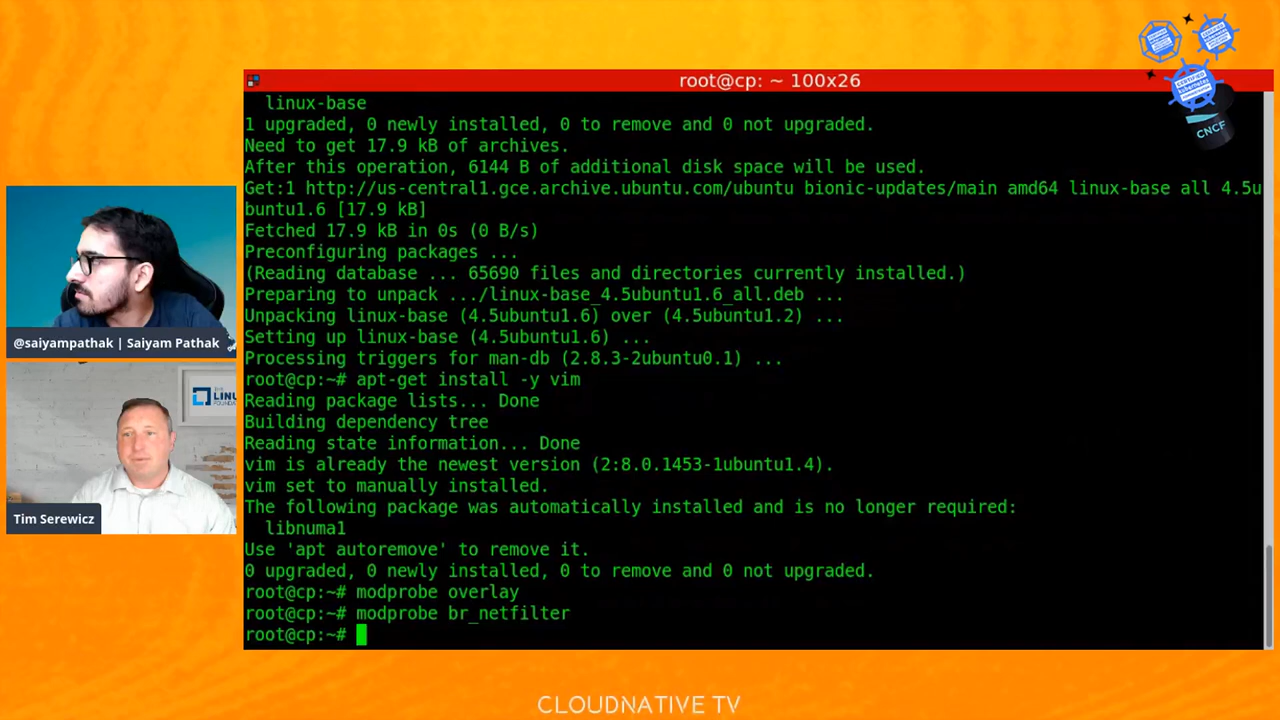 root@cp: ~ 100x26
linux-base
1 upgraded, 0 newly installed, 0 to remove and 0 not upgraded.
Need to get 17.9 kB of archives.
After this operation, 6144 B of additional disk space will be used.
Get:1 http://us-central1.gce.archive.ubuntu.com/ubuntu bionic-updates/main amd64 linux-base all 4.5u
buntu1.6 [17.9 kB]
Fetched 17.9 kB in 0s (0 B/s)
Preconfiguring packages ...
(Reading database ... 65690 files and directories currently installed.)
Preparing to unpack .../linux-base_4.5ubuntu1.6_all.deb ...
Unpacking linux-base (4.5ubuntu1.6) over (4.5ubuntu1.2) ...
Setting up linux-base (4.5ubuntu1.6) ...
Processing triggers for man-db (2.8.3-2ubuntu0.1) ...
root@cp:~# apt-get install -y vim
Reading package lists... Done
Building dependency tree
Reading state information... Done
vim is already the newest version (2:8.0.1453-1ubuntu1.4).
vim set to manually installed.
The following package was automatically installed and is no longer required:
libnuma1
Use 'apt autoremove' to remove it.
0 upgraded, 0 newly installed, 0 to remove and 0 not upgraded.
root@cp:~# modprobe overlay
root@cp:~# modprobe br_netfilter
root@cp:~#
@saiyampathak | Saiyam Pathak
Tim Serewicz
CNCF
CLOUDNATIVE TV